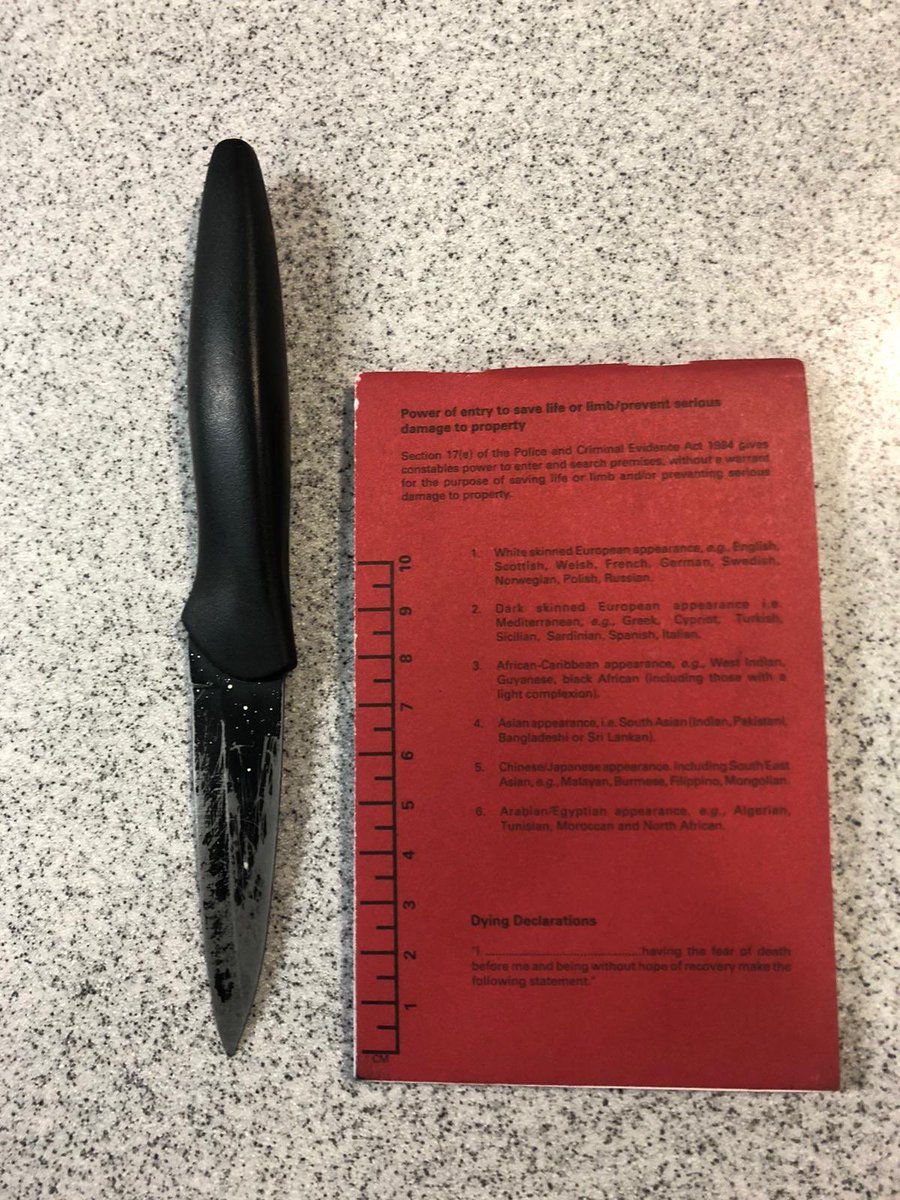 Power of entry to save life or limb/prevent serious
damage to property
Section 17(e) of the Police and Criminal Evidence Act 1984 gives
constables power to enter and search premises, without a warrant
for the purpose of saving life or limb and/or preventing serious
damage to property.
1. White skinned European appearance, e.g., English,
Scottish, Welsh, French, German, Swedish,
Norwegian, Polish, Russian.
2. Dark skinned European appearance i.e.
Mediterranean, e.g., Greek, Cypriot, Turkish,
Sicilian, Sardinian, Spanish, Italian.
3. African-Caribbean appearance, e.g., West Indian,
Guyanese, black African (including those with a
light complexion).
4. Asian appearance, i.e. South Asian (Indian, Pakistani,
Bangladeshi or Sri Lankan).
5. Chinese/Japanese appearance. Including South East
Asian, e.g., Malayan, Burmese, Filippino, Mongolian.
6. Arabian/Egyptian appearance, e.g., Algerian,
Tunisian, Moroccan and North African.
Dying Declarations
"I ........................................ having the fear of death
before me and being without hope of recovery make the
following statement."
10
9
8
7
6
5
4
3
2
1
CM